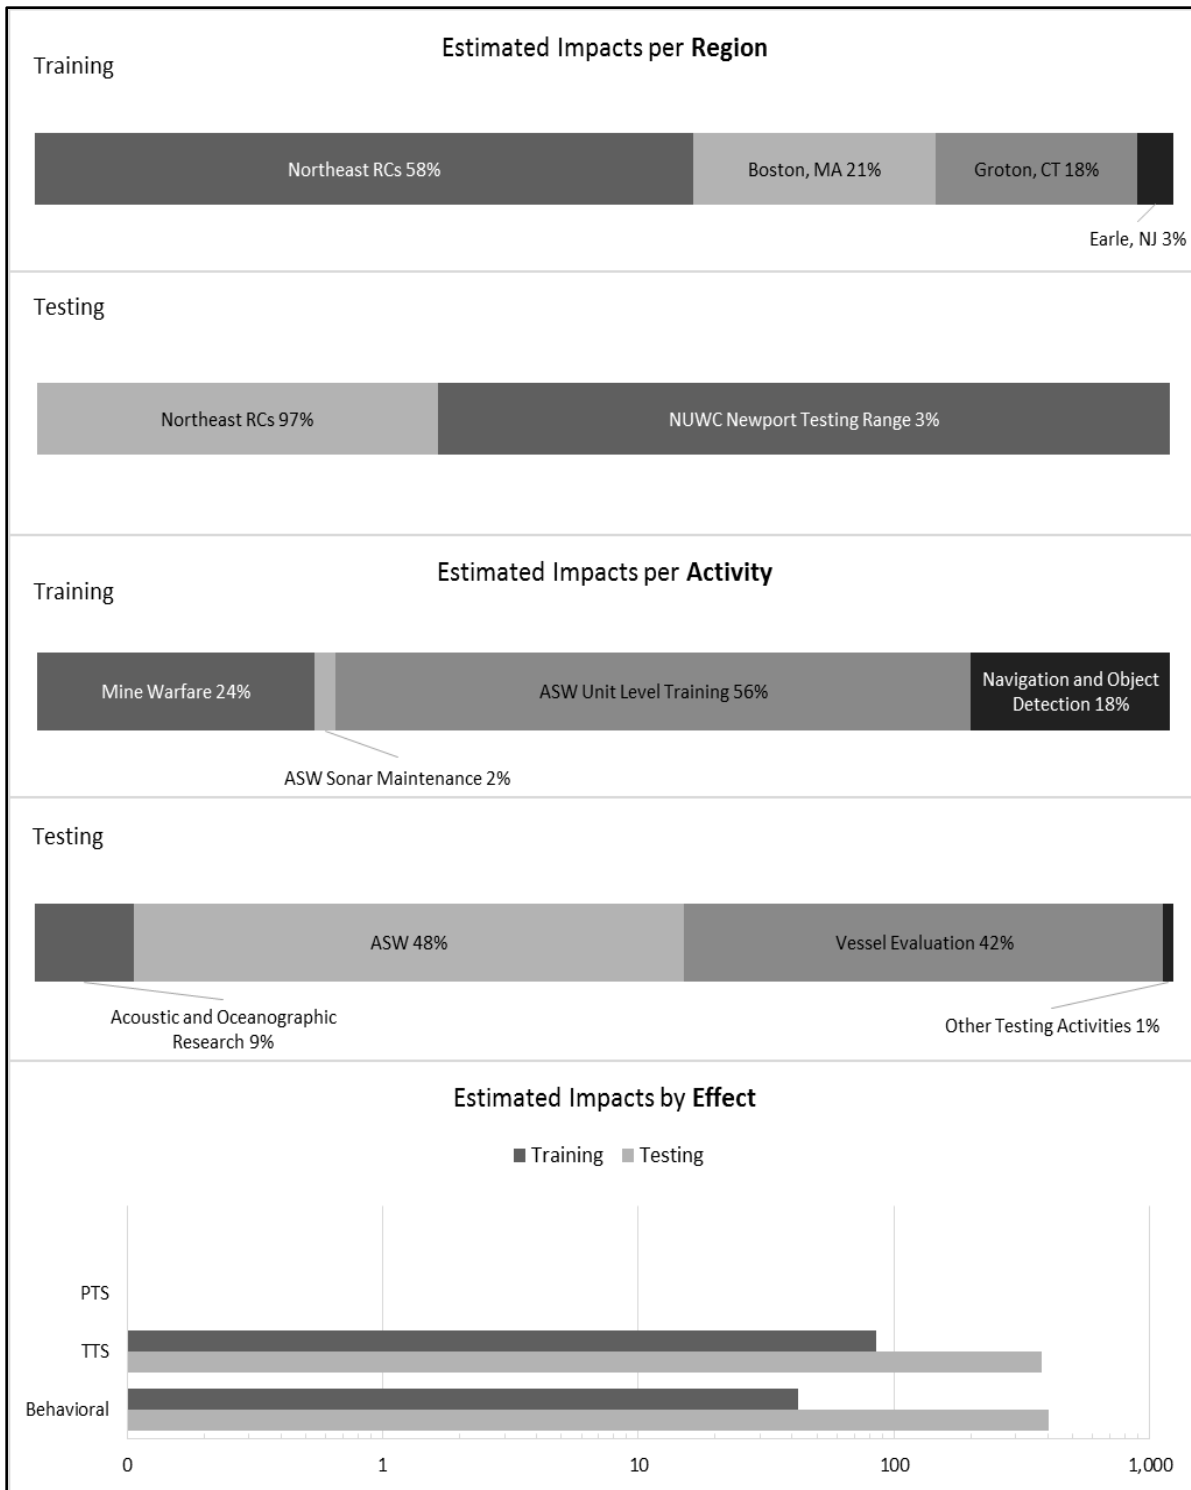 Estimated Impacts per Region
Training
Northeast RCs 58%
Boston, MA 21%
Groton, CT 18%
Earle, NJ 3%
Testing
Northeast RCs 97%
NUWC Newport Testing Range 3%
Estimated Impacts per Activity
Training
Mine Warfare 24%
ASW Unit Level Training 56%
Navigation and Object
Detection 18%
ASW Sonar Maintenance 2%
Testing
ASW 48%
Vessel Evaluation 42%
Acoustic and Oceanographic
Research 9%
Other Testing Activities 1%
Estimated Impacts by Effect
Training Testing
PTS
TTS
Behavioral
0 1 10 100 1,000